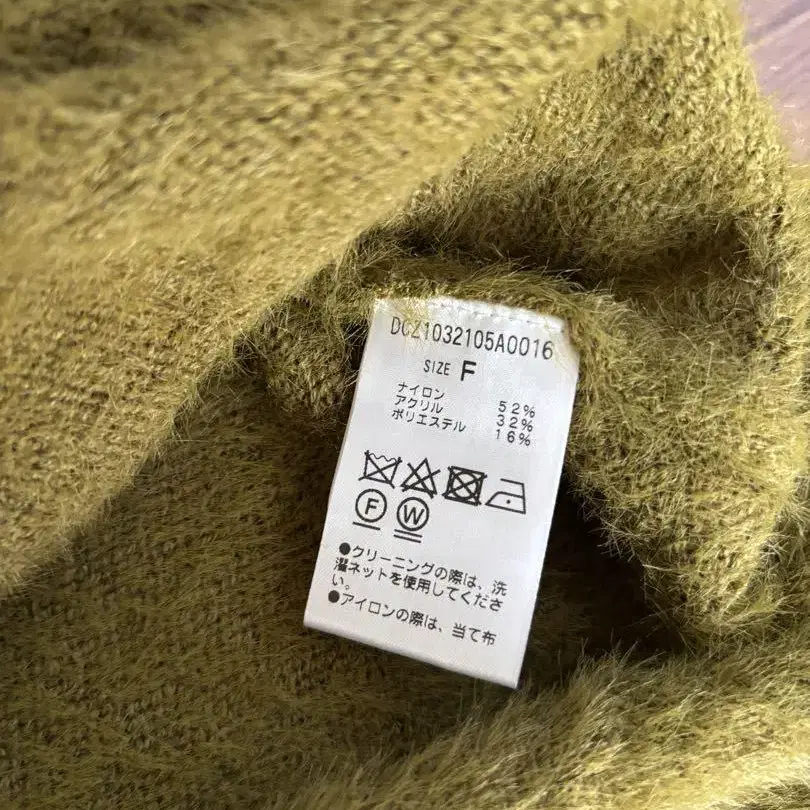 DCZ1032105A0016
SIZE F
ナイロン 52%
アクリル 32%
ポリエステル 16%
F W
●クリーニングの際は、洗
濯ネットを使用してくださ
い。
●アイロンの際は、当て布